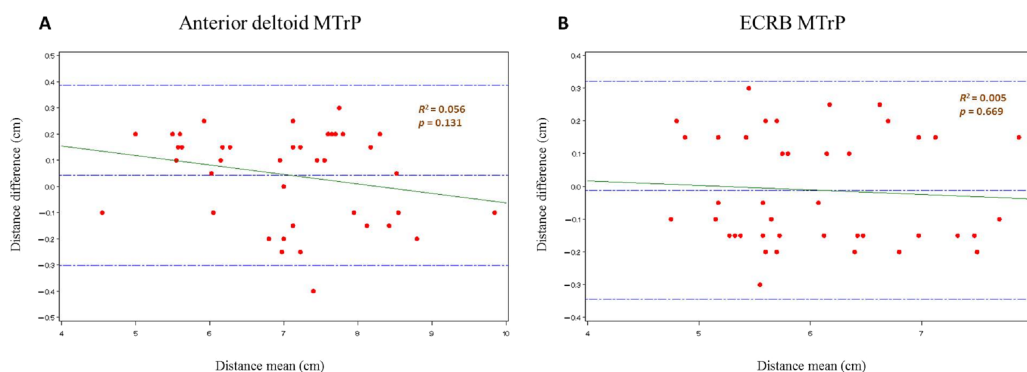 A
Anterior deltoid MTrP
Distance difference (cm)
0.5
0.4
0.3
0.2
0.1
0.0
−0.1
−0.2
−0.3
−0.4
−0.5
R² = 0.056
p = 0.131
4
5
6
7
8
9
10
Distance mean (cm)
B
ECRB MTrP
Distance difference (cm)
0.4
0.3
0.2
0.1
0.0
−0.1
−0.2
−0.3
−0.4
R² = 0.005
p = 0.669
4
5
6
7
Distance mean (cm)